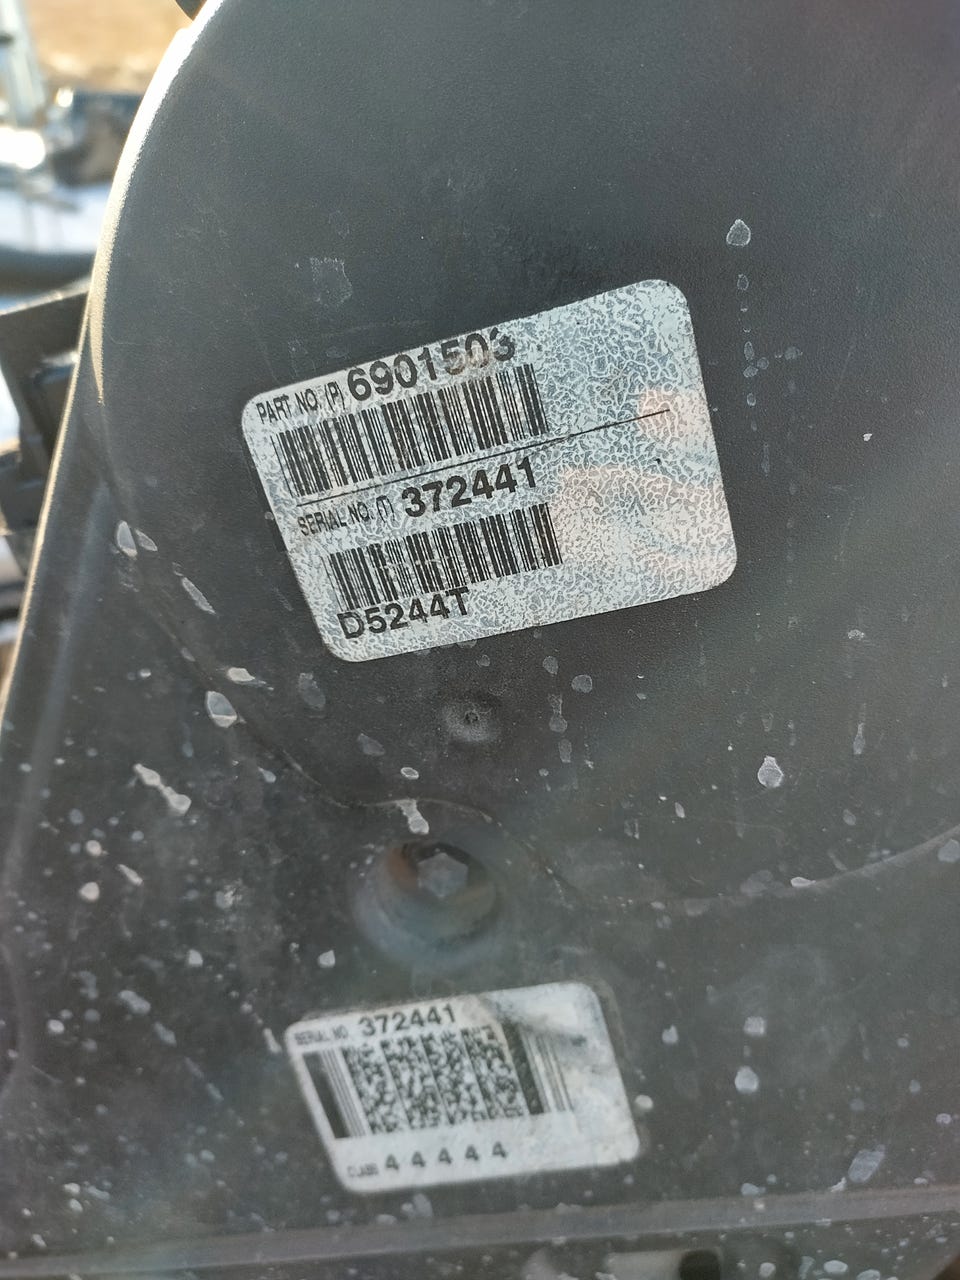 PART NO. (P) 6901503
SERIAL NO. (T) 372441
D5244T
SERIAL NO. 372441
CLASS 4 4 4 4 4